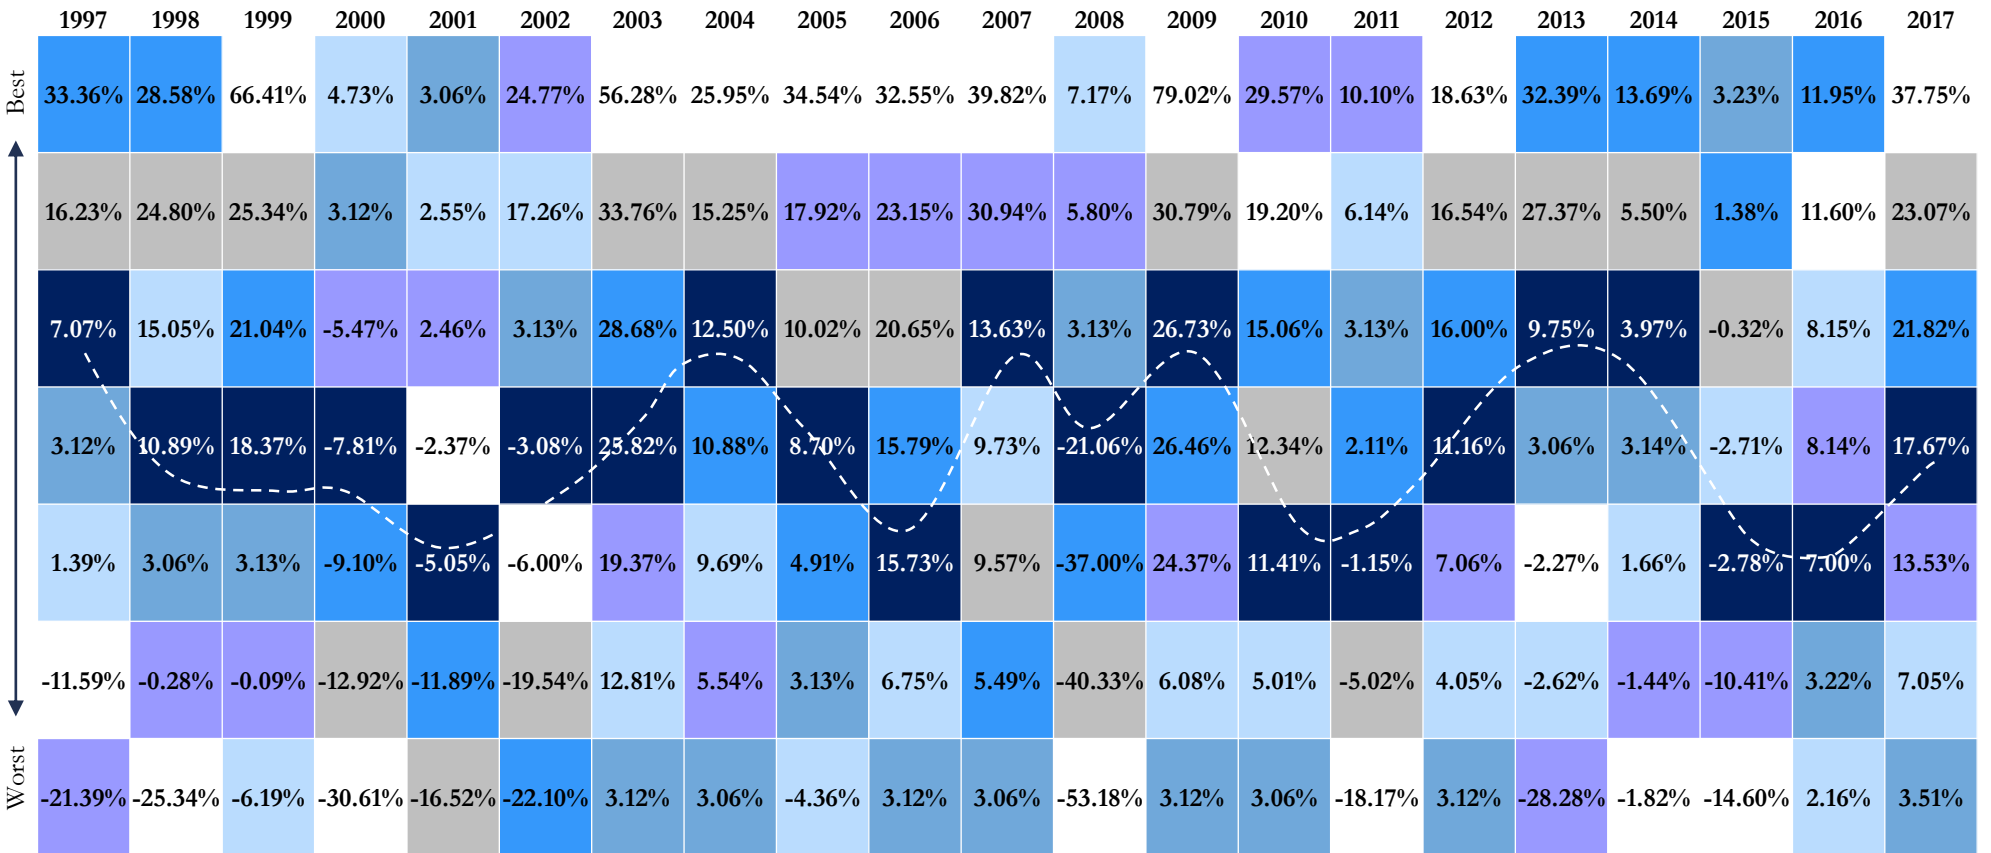 1997 1998 1999 2000 2001 2002 2003 2004 2005 2006 2007 2008 2009 2010 2011 2012 2013 2014 2015 2016 2017
Best
33.36% 28.58% 66.41% 4.73% 3.06% 24.77% 56.28% 25.95% 34.54% 32.55% 39.82% 7.17% 79.02% 29.57% 10.10% 18.63% 32.39% 13.69% 3.23% 11.95% 37.75%
16.23% 24.80% 25.34% 3.12% 2.55% 17.26% 33.76% 15.25% 17.92% 23.15% 30.94% 5.80% 30.79% 19.20% 6.14% 16.54% 27.37% 5.50% 1.38% 11.60% 23.07%
7.07% 15.05% 21.04% -5.47% 2.46% 3.13% 28.68% 12.50% 10.02% 20.65% 13.63% 3.13% 26.73% 15.06% 3.13% 16.00% 9.75% 3.97% -0.32% 8.15% 21.82%
3.12% 10.89% 18.37% -7.81% -2.37% -3.08% 25.82% 10.88% 8.70% 15.79% 9.73% -21.06% 26.46% 12.34% 2.11% 11.16% 3.06% 3.14% -2.71% 8.14% 17.67%
1.39% 3.06% 3.13% -9.10% -5.05% -6.00% 19.37% 9.69% 4.91% 15.73% 9.57% -37.00% 24.37% 11.41% -1.15% 7.06% -2.27% 1.66% -2.78% 7.00% 13.53%
-11.59% -0.28% -0.09% -12.92% -11.89% -19.54% 12.81% 5.54% 3.13% 6.75% 5.49% -40.33% 6.08% 5.01% -5.02% 4.05% -2.62% -1.44% -10.41% 3.22% 7.05%
Worst
-21.39% -25.34% -6.19% -30.61% -16.52% -22.10% 3.12% 3.06% -4.36% 3.12% 3.06% -53.18% 3.12% 3.06% -18.17% 3.12% -28.28% -1.82% -14.60% 2.16% 3.51%